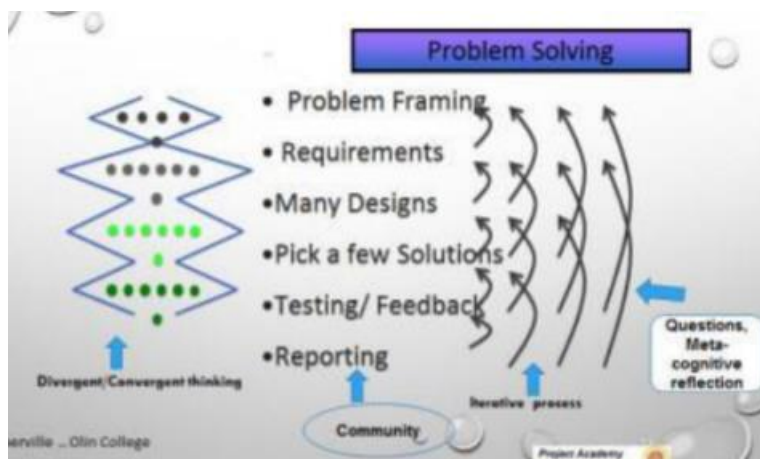 Problem Solving
• Problem Framing
• Requirements
•Many Designs
•Pick a few Solutions
•Testing/ Feedback
•Reporting
Divergent/Convergent thinking
Iterative process
Questions,
Meta-
cognitive
reflection
Community
erville .. Olin College
Project Academy